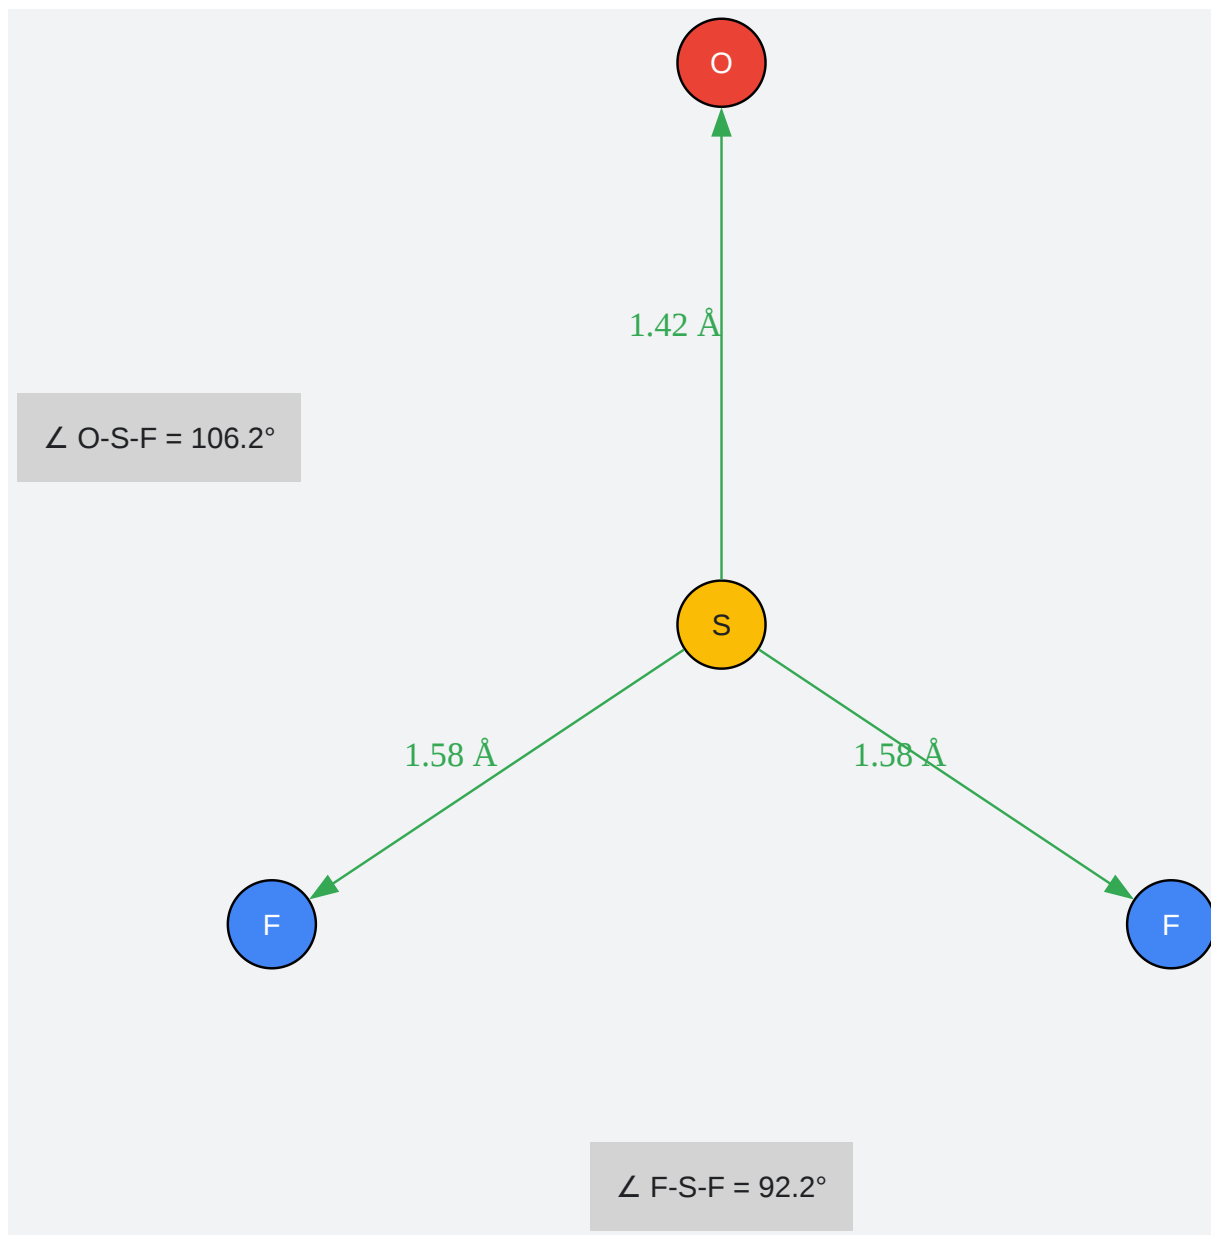 O
1.42 Å
∠ O-S-F = 106.2°
S
1.58 Å
1.58 Å
F
F
∠ F-S-F = 92.2°